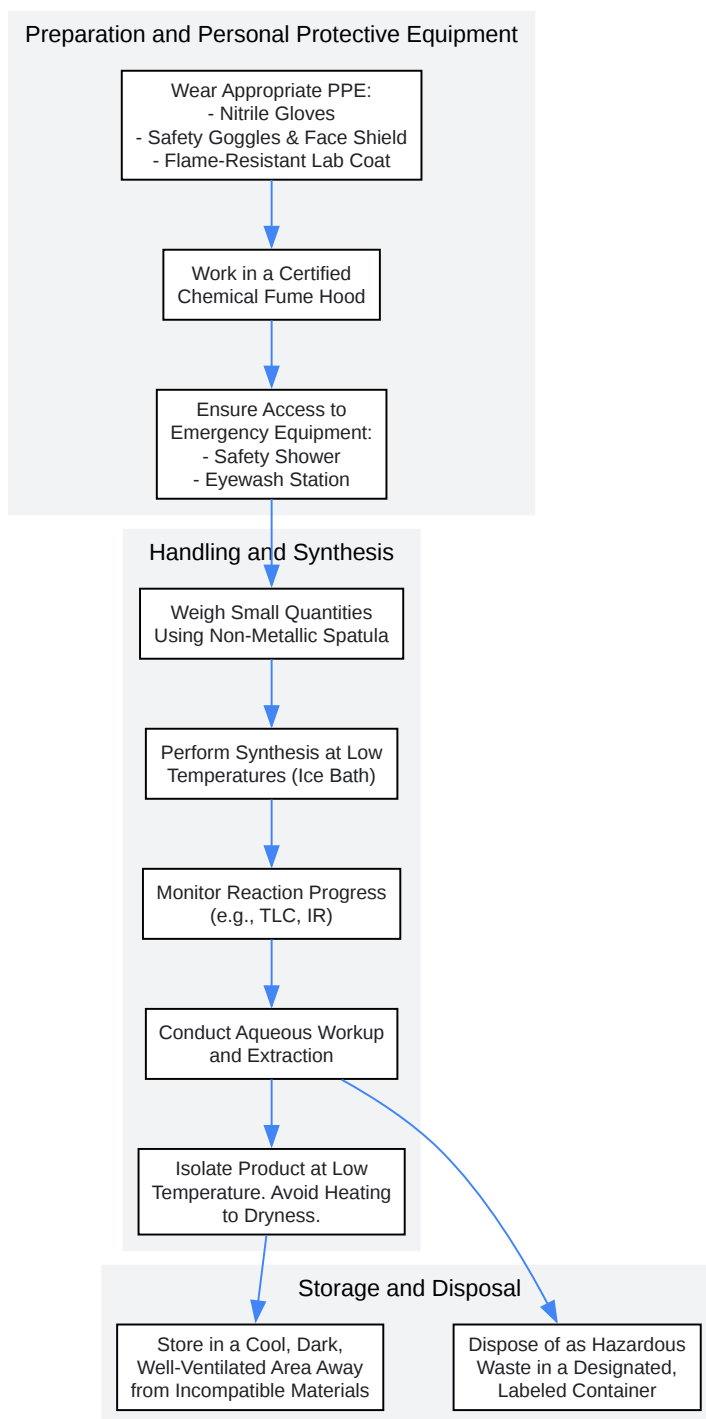 Preparation and Personal Protective Equipment
Wear Appropriate PPE:
- Nitrile Gloves
- Safety Goggles & Face Shield
- Flame-Resistant Lab Coat
Work in a Certified
Chemical Fume Hood
Ensure Access to
Emergency Equipment:
- Safety Shower
- Eyewash Station
Handling and Synthesis
Weigh Small Quantities
Using Non-Metallic Spatula
Perform Synthesis at Low
Temperatures (Ice Bath)
Monitor Reaction Progress
(e.g., TLC, IR)
Conduct Aqueous Workup
and Extraction
Isolate Product at Low
Temperature. Avoid Heating
to Dryness.
Storage and Disposal
Store in a Cool, Dark,
Well-Ventilated Area Away
from Incompatible Materials
Dispose of as Hazardous
Waste in a Designated,
Labeled Container